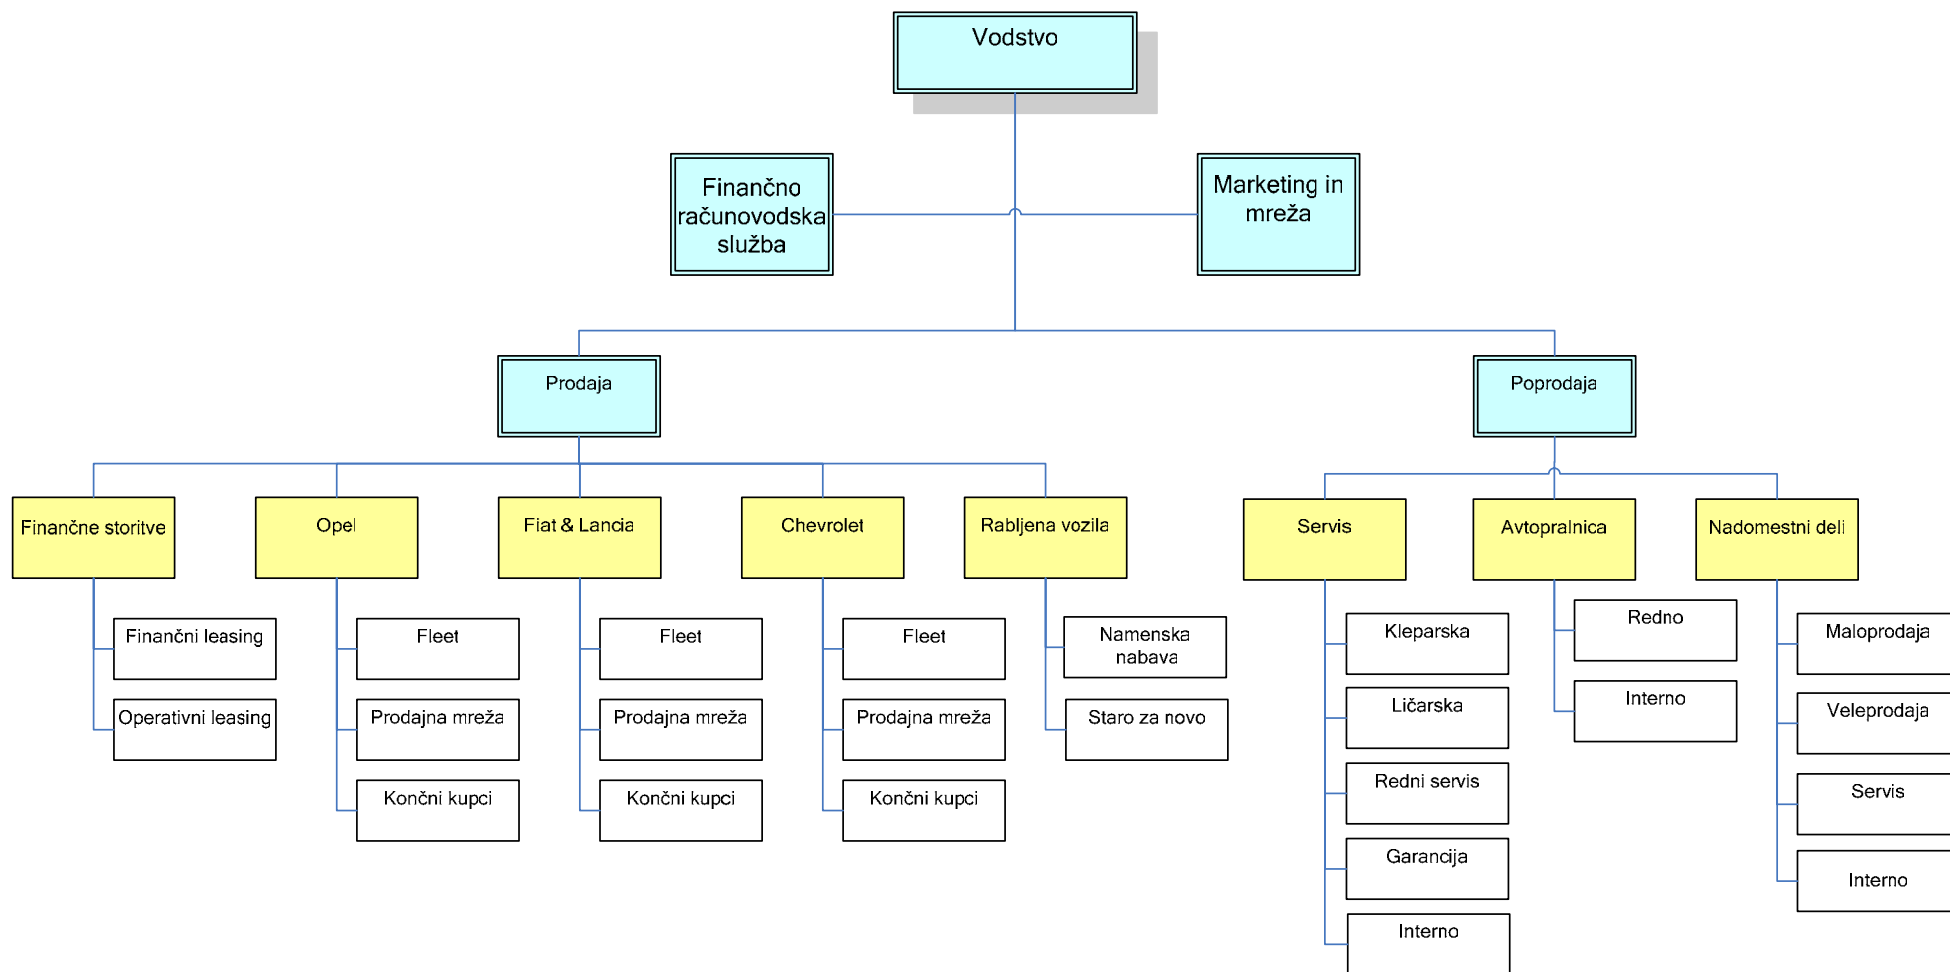 Vodstvo
Finančno
računovodska
služba
Marketing in
mreža
Prodaja
Poprodaja
Finančne storitve
Opel
Fiat & Lancia
Chevrolet
Rabljena vozila
Servis
Avtopralnica
Nadomestni deli
Finančni leasing
Operativni leasing
Fleet
Prodajna mreža
Končni kupci
Fleet
Prodajna mreža
Končni kupci
Fleet
Prodajna mreža
Končni kupci
Namenska
nabava
Staro za novo
Kleparska
Ličarska
Redni servis
Garancija
Interno
Redno
Interno
Maloprodaja
Veleprodaja
Servis
Interno